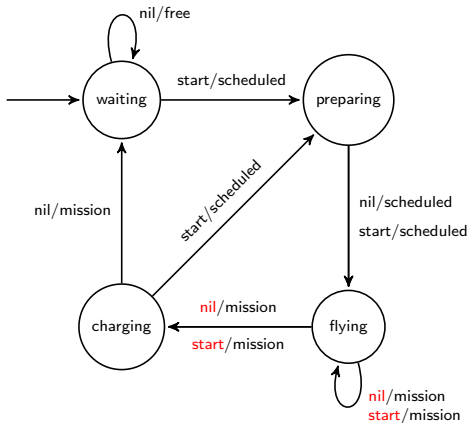 nil/free
waiting
start/scheduled
preparing
start/scheduled
nil/mission
nil/scheduled
start/scheduled
charging
nil/mission
start/mission
flying
nil/mission
start/mission